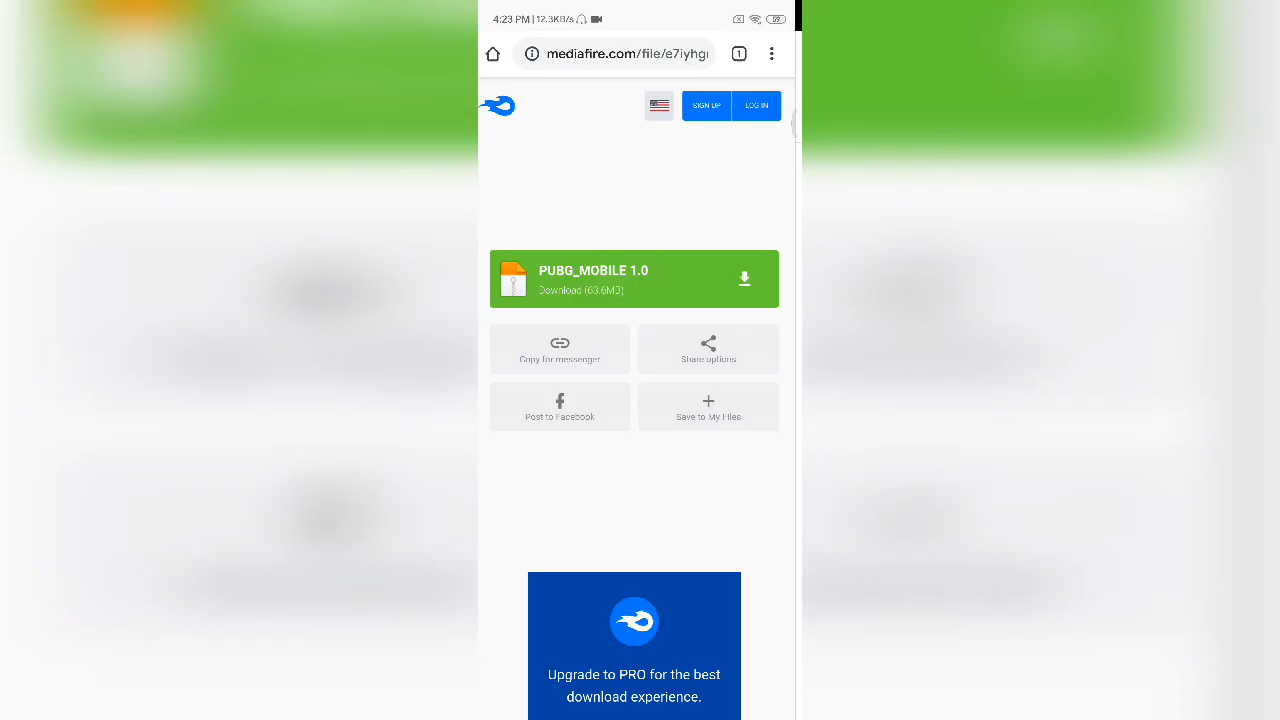 4:23 PM | 12.3KB/s
59
mediafire.com/file/e7iyhg
1
SIGN UP
LOG IN
PUBG_MOBILE 1.0
Download (63.6MB)
Copy for messenger
Share options
Post to Facebook
Save to My Files
Upgrade to PRO for the best
download experience.